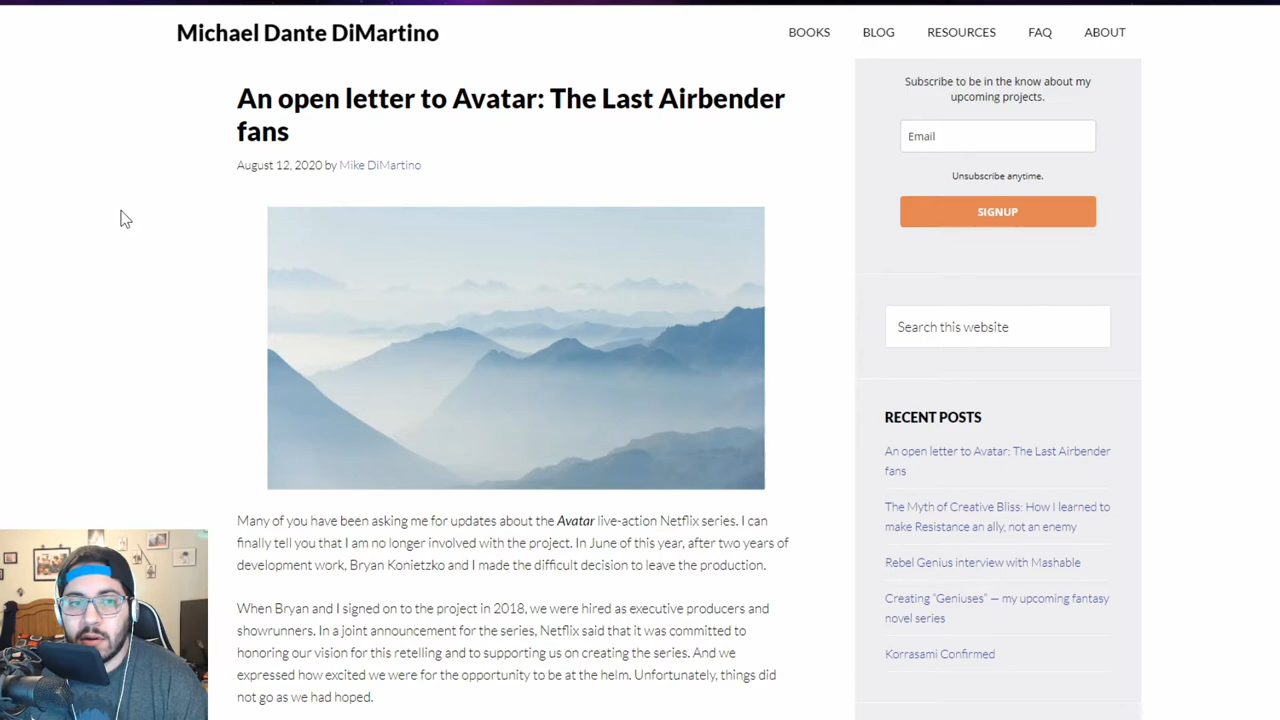 Michael Dante DiMartino
BOOKS BLOG RESOURCES FAQ ABOUT
An open letter to Avatar: The Last Airbender
fans
August 12, 2020 by Mike DiMartino
Many of you have been asking me for updates about the Avatar live-action Netflix series. I can
finally tell you that I am no longer involved with the project. In June of this year, after two years of
development work, Bryan Konietzko and I made the difficult decision to leave the production.
When Bryan and I signed on to the project in 2018, we were hired as executive producers and
showrunners. In a joint announcement for the series, Netflix said that it was committed to
honoring our vision for this retelling and to supporting us on creating the series. And we
expressed how excited we were for the opportunity to be at the helm. Unfortunately, things did
not go as we had hoped.
Subscribe to be in the know about my
upcoming projects.
Email
Unsubscribe anytime.
SIGNUP
Search this website
RECENT POSTS
An open letter to Avatar: The Last Airbender
fans
The Myth of Creative Bliss: How I learned to
make Resistance an ally, not an enemy
Rebel Genius interview with Mashable
Creating “Geniuses” — my upcoming fantasy
novel series
Korrasami Confirmed